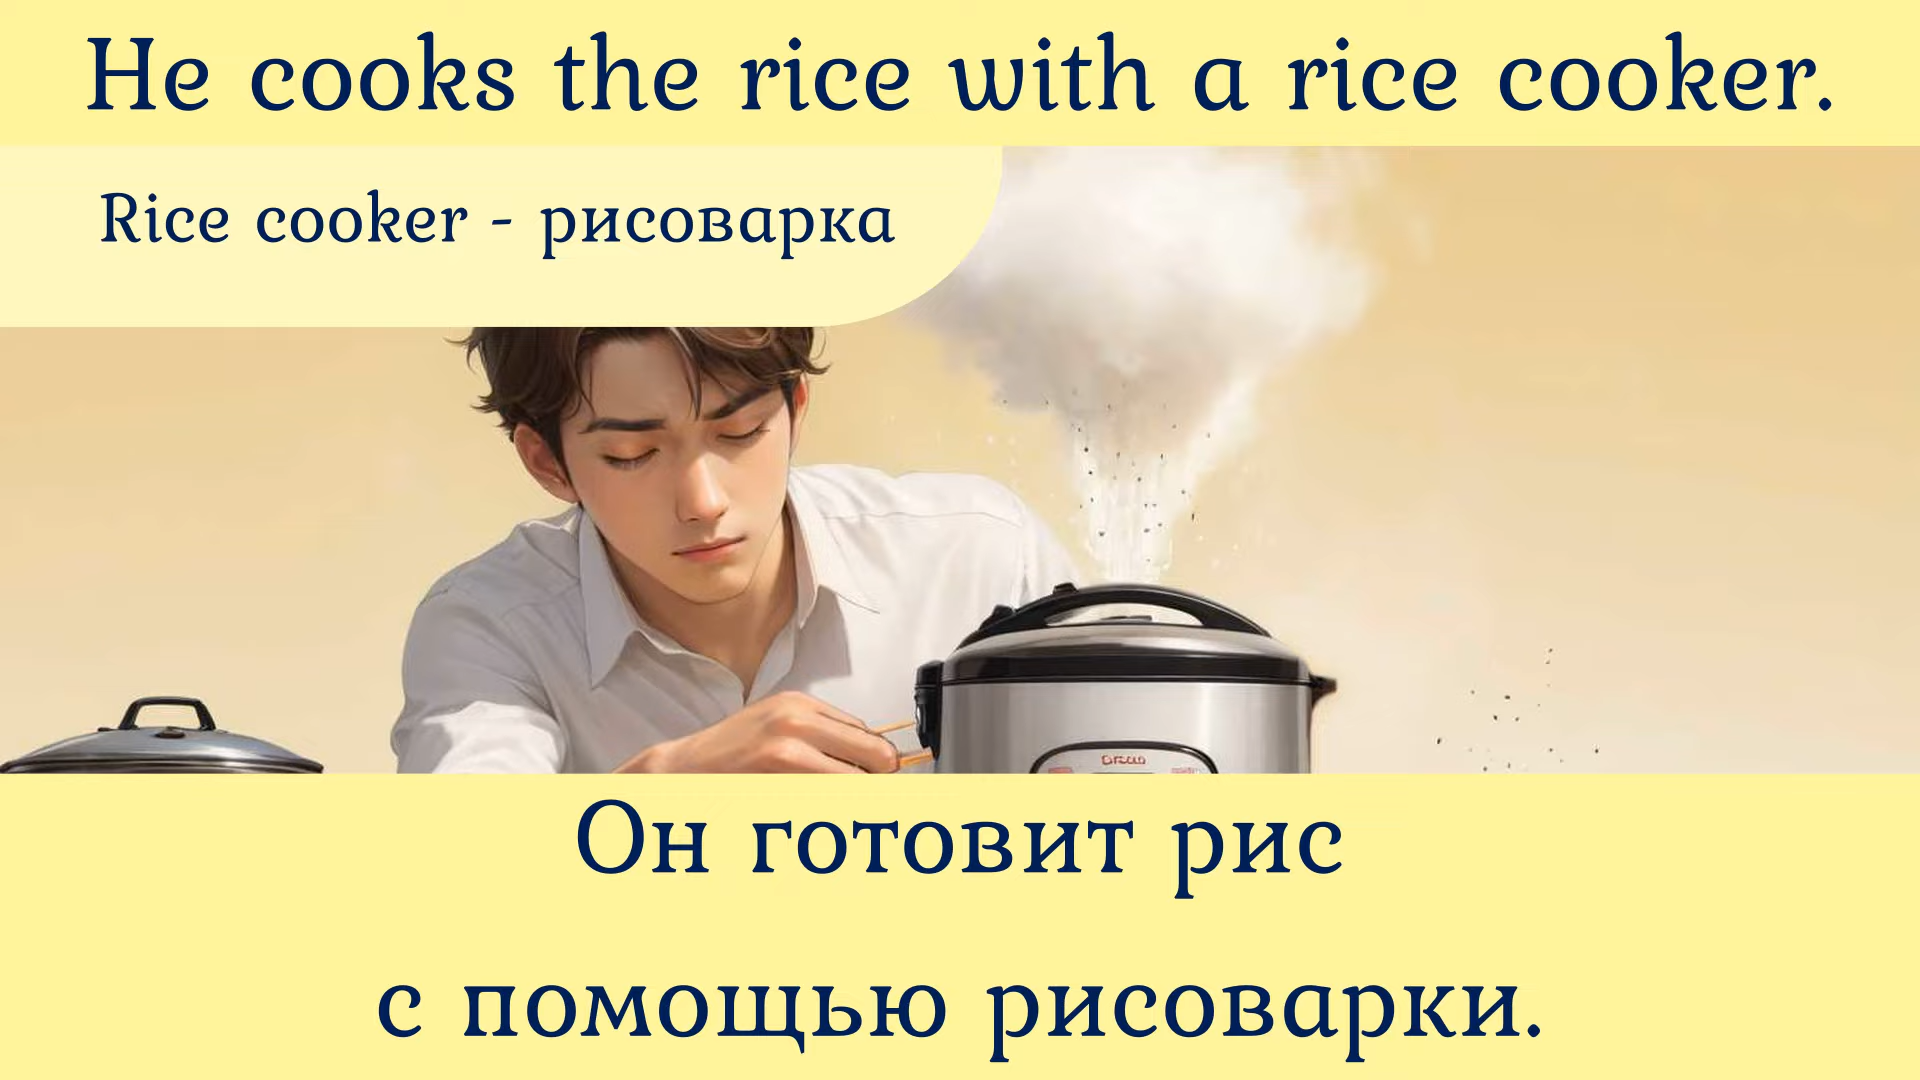 He cooks the rice with a rice cooker.
Rice cooker - рисоварка
Он готовит рис
с помощью рисоварки.